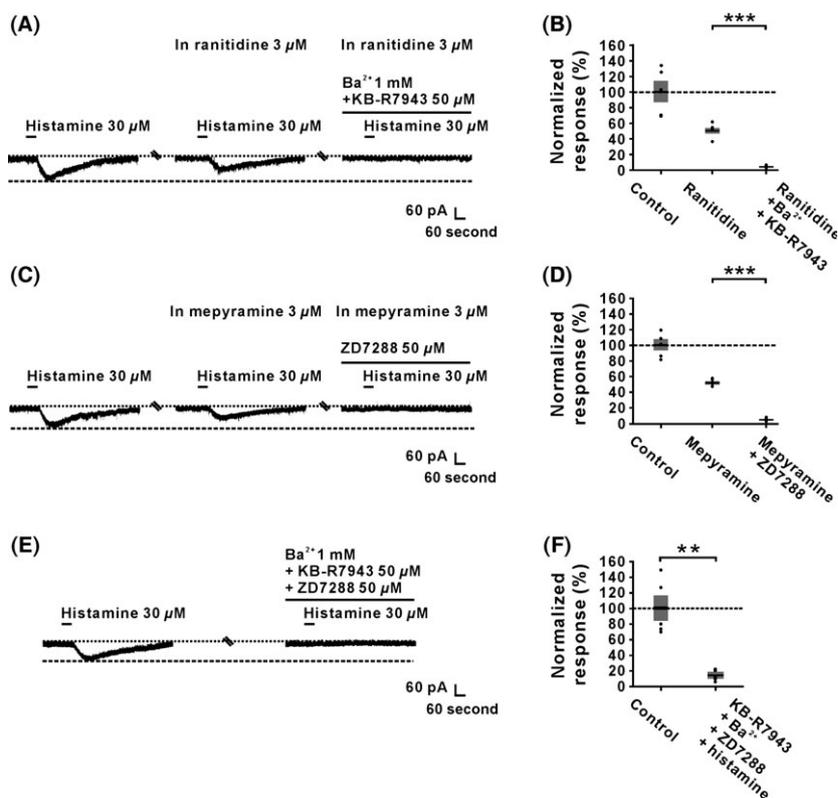 (A)
In ranitidine 3 µM
In ranitidine 3 µM
Ba²⁺ 1 mM
+KB-R7943 50 µM
Histamine 30 µM
Histamine 30 µM
Histamine 30 µM
60 pA
60 second
(B)
***
Normalized
response (%)
160
140
120
100
80
60
40
20
0
Control
Ranitidine
Ranitidine
+Ba²⁺
+ KB-R7943
(C)
In mepyramine 3 µM
In mepyramine 3 µM
ZD7288 50 µM
Histamine 30 µM
Histamine 30 µM
Histamine 30 µM
60 pA
60 second
(D)
***
Normalized
response (%)
160
140
120
100
80
60
40
20
0
Control
Mepyramine
Mepyramine
+ ZD7288
(E)
Ba²⁺ 1 mM
+ KB-R7943 50 µM
+ ZD7288 50 µM
Histamine 30 µM
Histamine 30 µM
60 pA
60 second
(F)
**
Normalized
response (%)
160
140
120
100
80
60
40
20
0
Control
KB-R7943
+ Ba²⁺
+ ZD7288
+ histamine